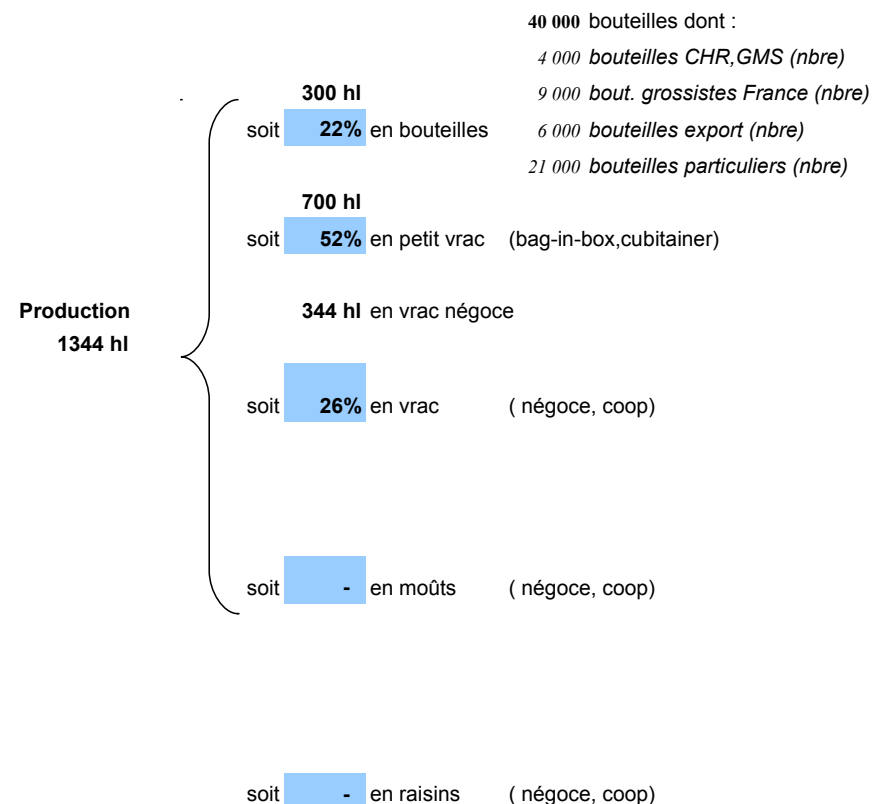 40 000 bouteilles dont :
4 000 bouteilles CHR,GMS (nbre)
300 hl 9 000 bout. grossistes France (nbre)
soit 22% en bouteilles 6 000 bouteilles export (nbre)
21 000 bouteilles particuliers (nbre)
700 hl
soit 52% en petit vrac (bag-in-box,cubitainer)
Production 344 hl en vrac négoce
1344 hl
soit 26% en vrac ( négoce, coop)
soit - en moûts ( négoce, coop)
soit - en raisins ( négoce, coop)